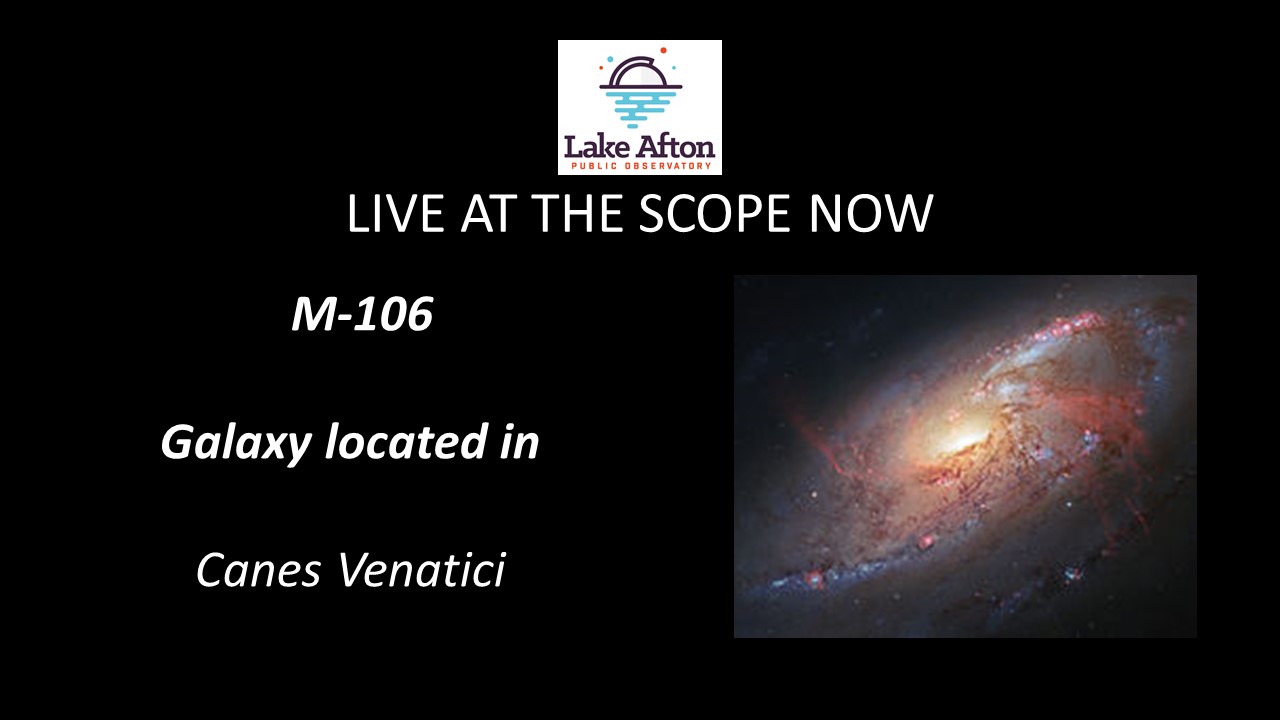 Lake Afton
PUBLIC OBSERVATORY
LIVE AT THE SCOPE NOW
M-106
Galaxy located in
Canes Venatici